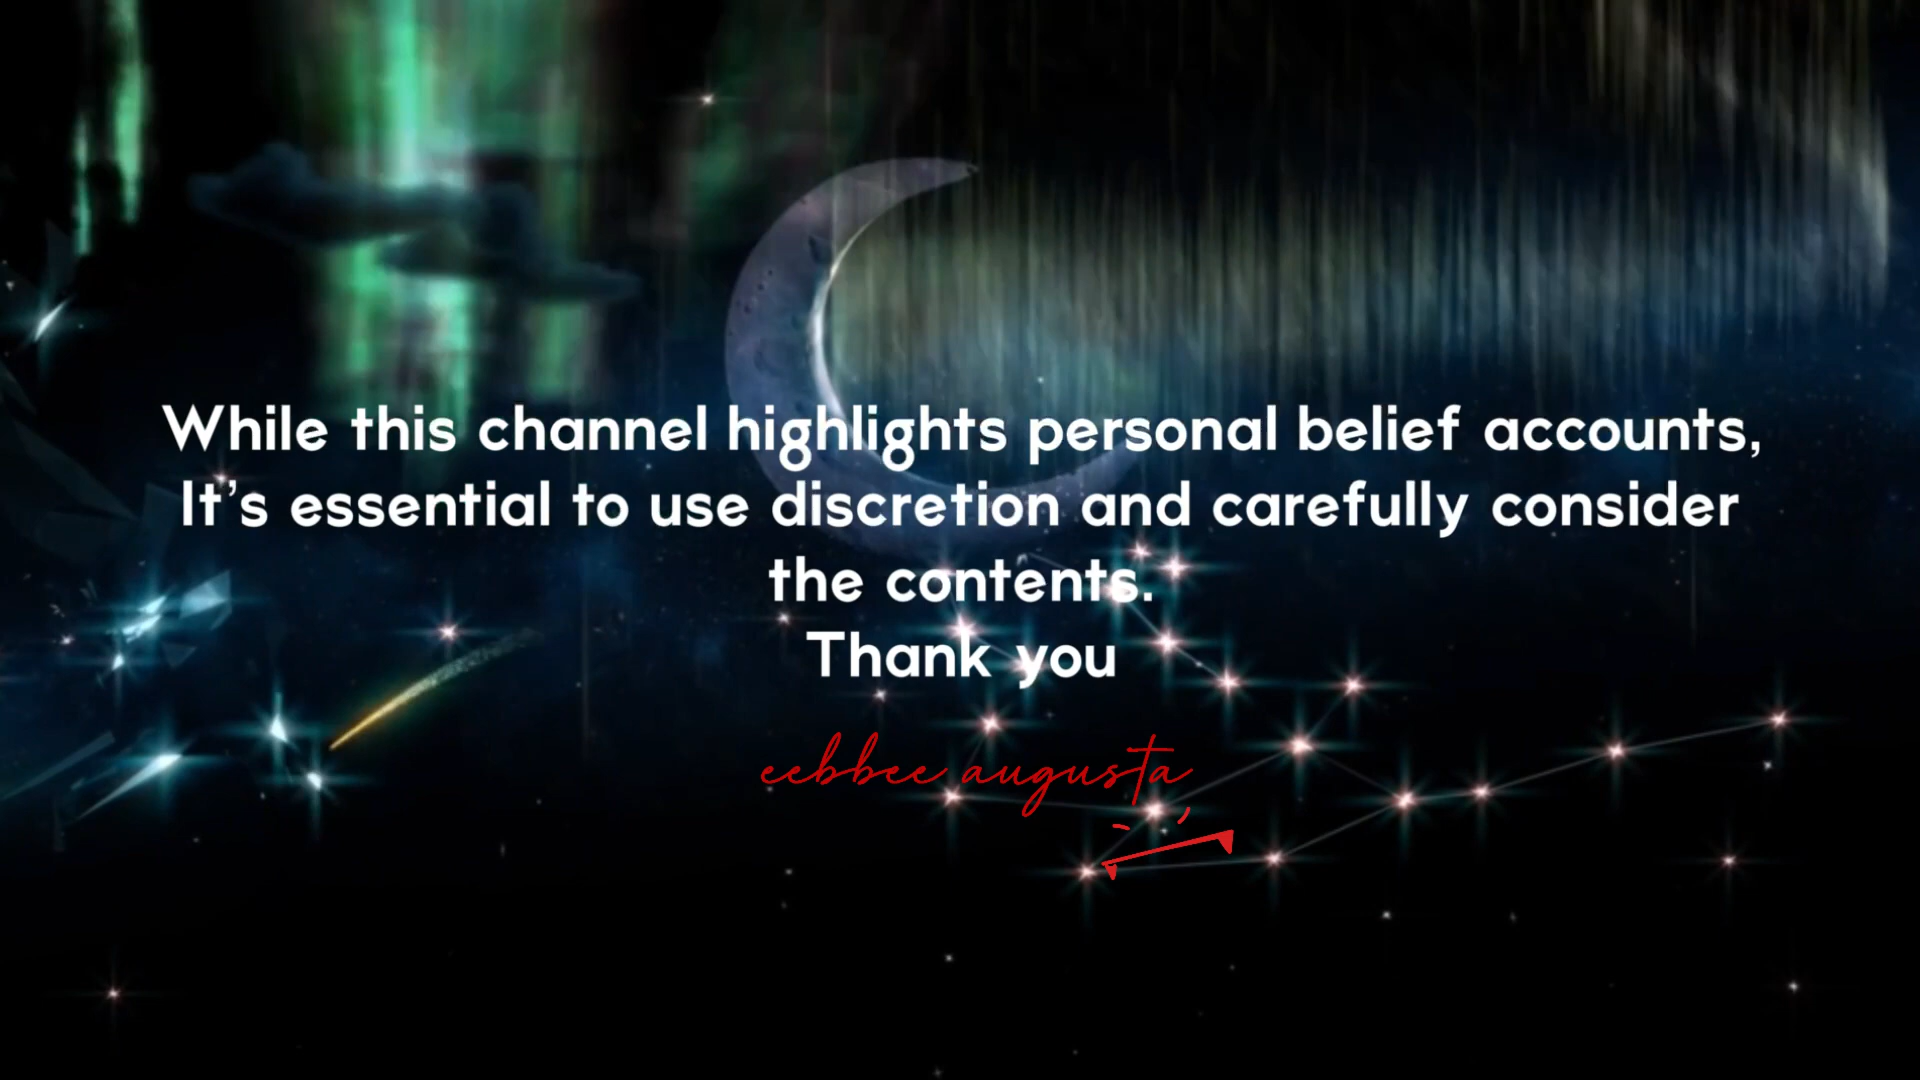 While this channel highlights personal belief accounts,
It's essential to use discretion and carefully consider
the contents.
Thank you
eebbee augusta